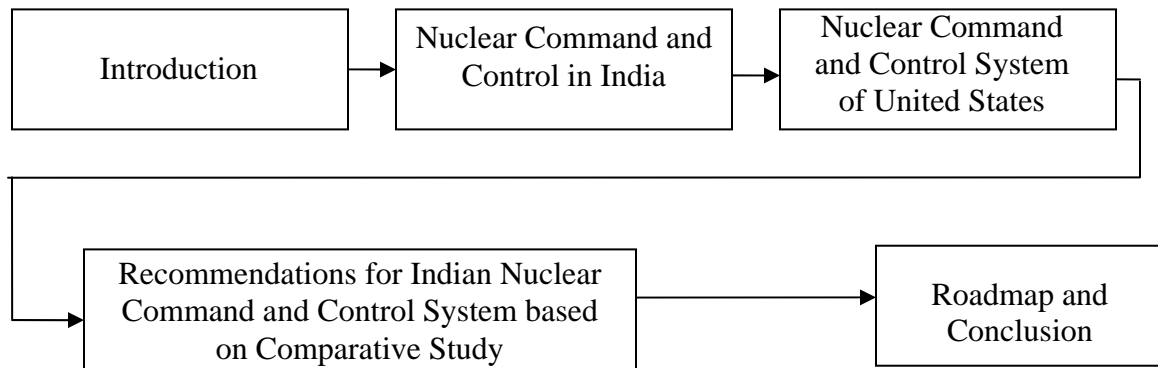 Introduction
Nuclear Command and
Control in India
Nuclear Command
and Control System
of United States
Recommendations for Indian Nuclear
Command and Control System based
on Comparative Study
Roadmap and
Conclusion